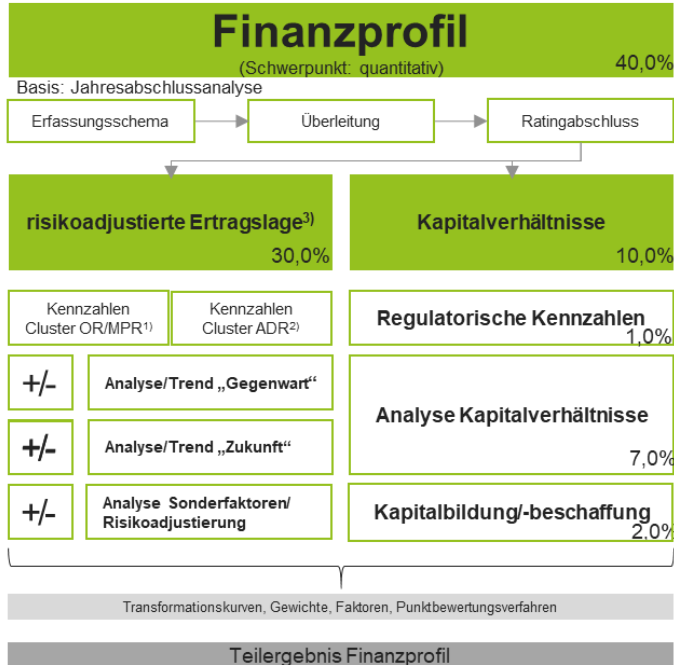 Finanzprofil
(Schwerpunkt: quantitativ)
40,0%
Basis: Jahresabschlussanalyse
Erfassungsschema
Überleitung
Ratingabschluss
risikoadjustierte Ertragslage3)
30,0%
Kapitalverhältnisse
10,0%
Kennzahlen
Cluster OR/MPR1)
Kennzahlen
Cluster ADR2)
Regulatorische Kennzahlen
1,0%
+/-
Analyse/Trend „Gegenwart“
Analyse Kapitalverhältnisse
7,0%
+/-
Analyse/Trend „Zukunft“
+/-
Analyse Sonderfaktoren/
Risikoadjustierung
Kapitalbildung/-beschaffung
2,0%
Transformationskurven, Gewichte, Faktoren, Punktbewertungsverfahren
Teilergebnis Finanzprofil